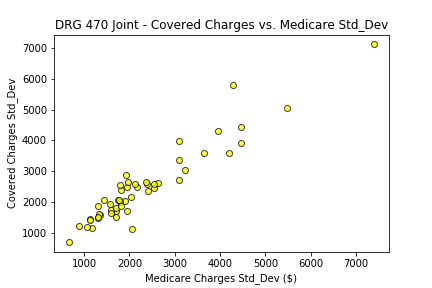 DRG 470 Joint - Covered Charges vs. Medicare Std_Dev
7000
6000
5000
4000
3000
2000
1000
Covered Charges Std_Dev
1000 2000 3000 4000 5000 6000 7000
Medicare Charges Std_Dev ($)